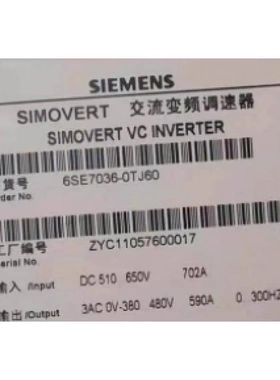 SIEMENS
SIMOVERT 交流变频调速器
SIMOVERT VC INVERTER
货号 6SE7036-0TJ60
rder No.
工厂编号 ZYC11057600017
erial No.
输入 /Input DC 510 650V 702A
输出/Output 3AC 0V-380 480V 590A 0 300HZ